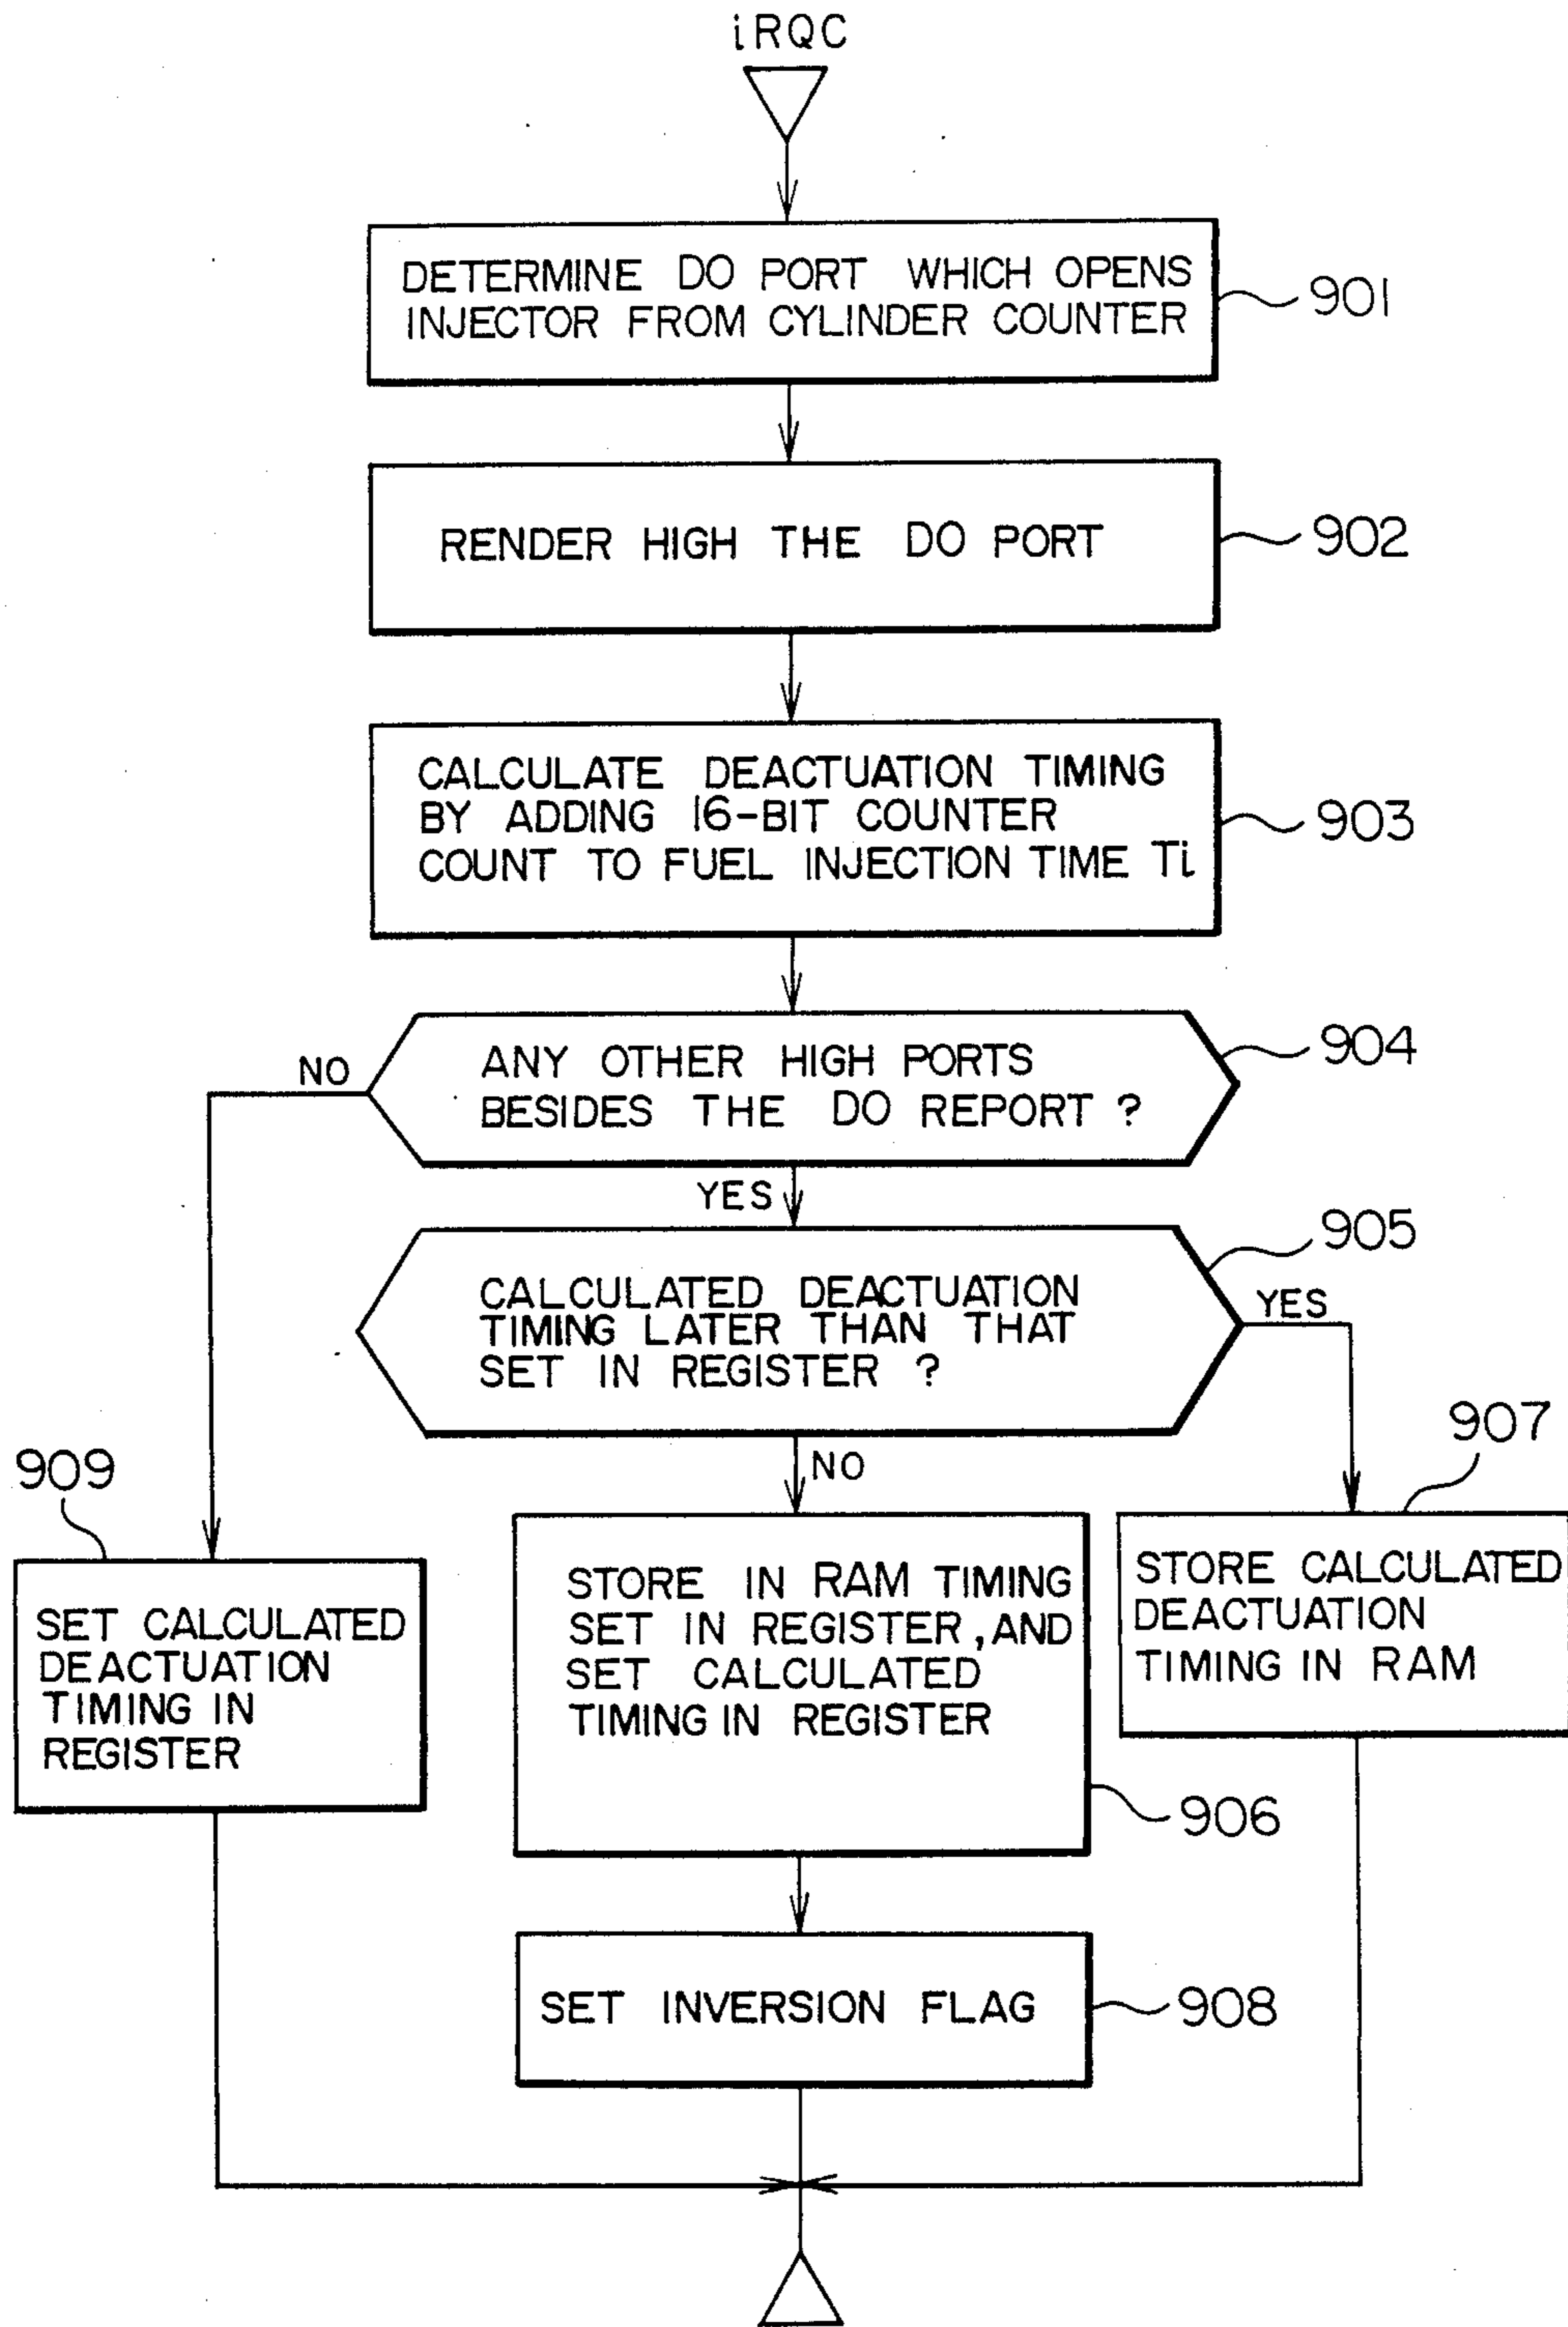 iRQC
DETERMINE DO PORT WHICH OPENS
INJECTOR FROM CYLINDER COUNTER
901
RENDER HIGH THE DO PORT
902
CALCULATE DEACTUATION TIMING
BY ADDING 16-BIT COUNTER
COUNT TO FUEL INJECTION TIME Ti
903
ANY OTHER HIGH PORTS
BESIDES THE DO REPORT ?
904
NO
YES
CALCULATED DEACTUATION
TIMING LATER THAN THAT
SET IN REGISTER ?
905
YES
NO
909
SET CALCULATED
DEACTUATION
TIMING IN
REGISTER
STORE IN RAM TIMING
SET IN REGISTER, AND
SET CALCULATED
TIMING IN REGISTER
906
907
STORE CALCULATED
DEACTUATION
TIMING IN RAM
SET INVERSION FLAG
908